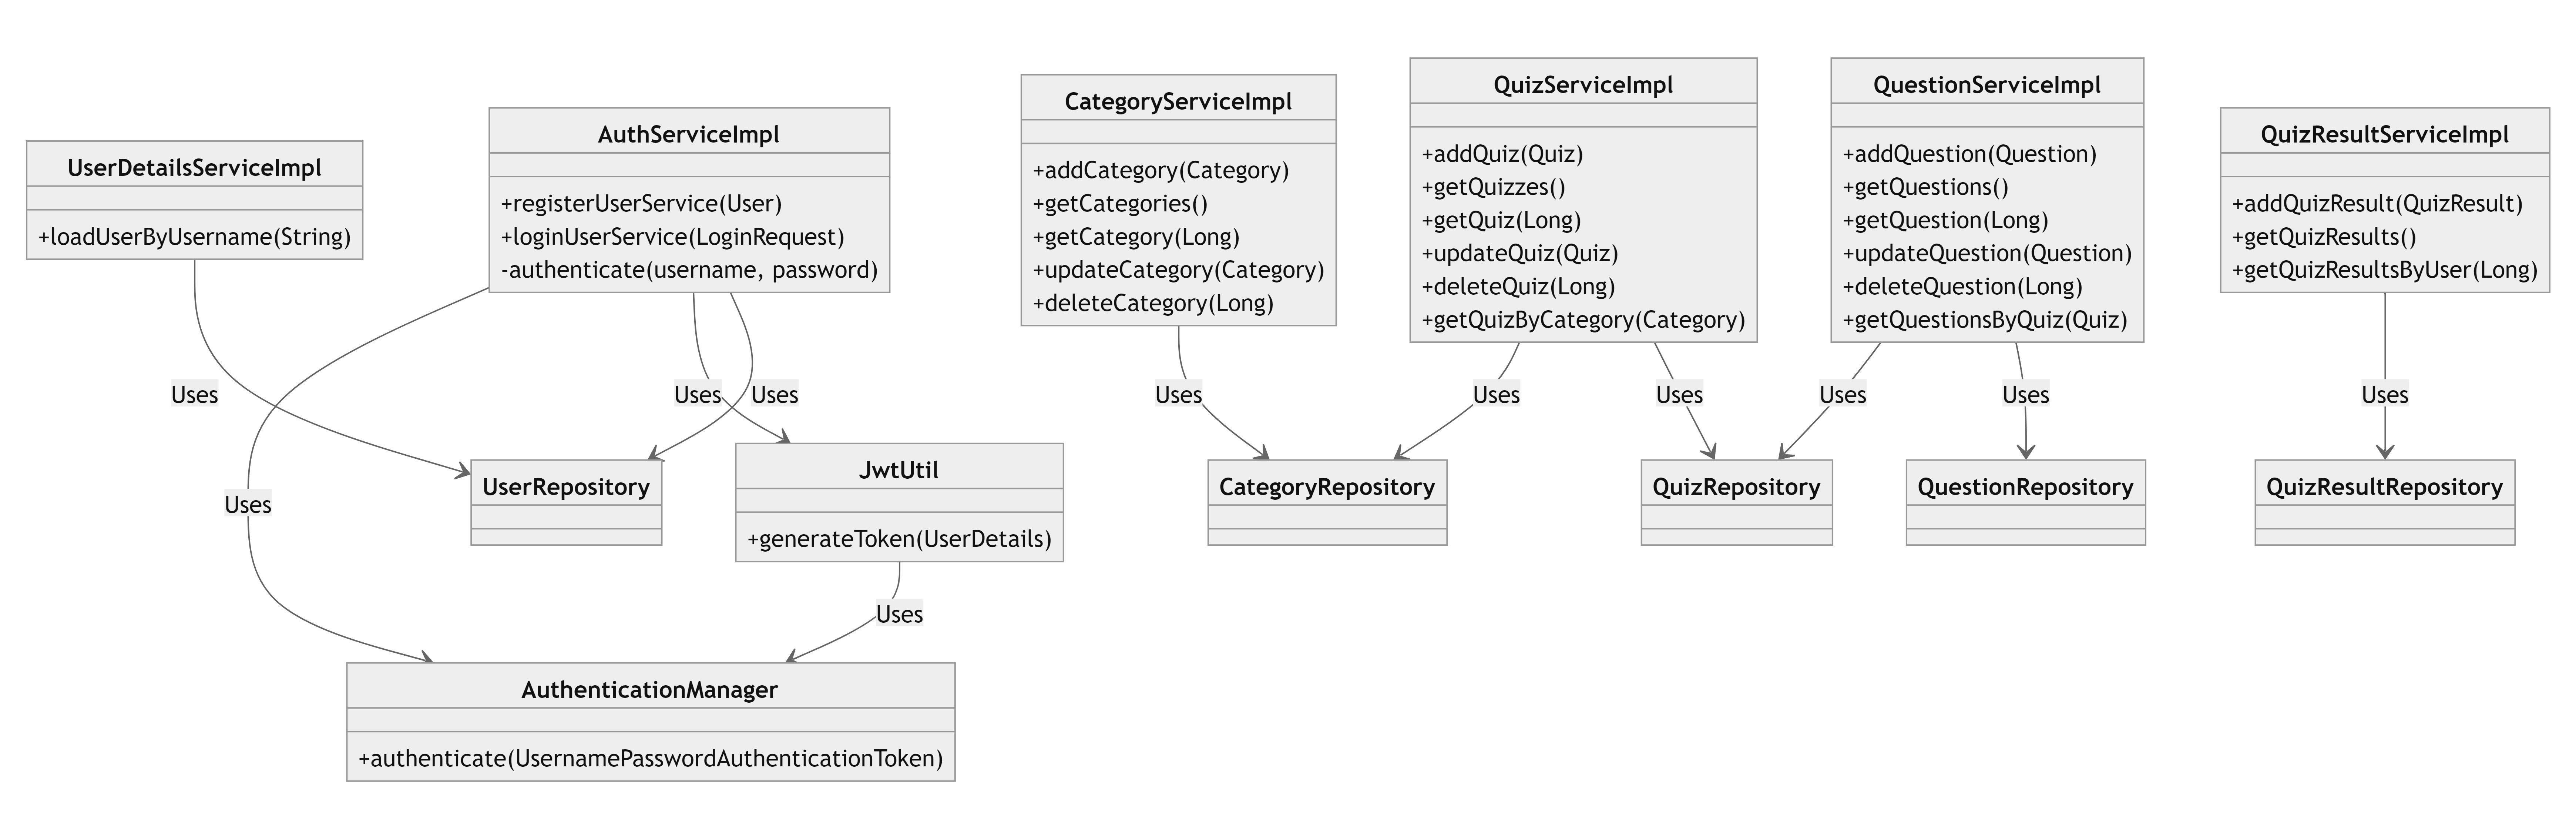 UserDetailsServiceImpl
+loadUserByUsername(String)
AuthServiceImpl
+registerUserService(User)
+loginUserService(LoginRequest)
-authenticate(username, password)
CategoryServiceImpl
+addCategory(Category)
+getCategories()
+getCategory(Long)
+updateCategory(Category)
+deleteCategory(Long)
QuizServiceImpl
+addQuiz(Quiz)
+getQuizzes()
+getQuiz(Long)
+updateQuiz(Quiz)
+deleteQuiz(Long)
+getQuizByCategory(Category)
QuestionServiceImpl
+addQuestion(Question)
+getQuestions()
+getQuestion(Long)
+updateQuestion(Question)
+deleteQuestion(Long)
+getQuestionsByQuiz(Quiz)
QuizResultServiceImpl
+addQuizResult(QuizResult)
+getQuizResults()
+getQuizResultsByUser(Long)
Uses
Uses
Uses
Uses
Uses
Uses
Uses
Uses
Uses
Uses
UserRepository
JwtUtil
+generateToken(UserDetails)
CategoryRepository
QuizRepository
QuestionRepository
QuizResultRepository
Uses
AuthenticationManager
+authenticate(UsernamePasswordAuthenticationToken)